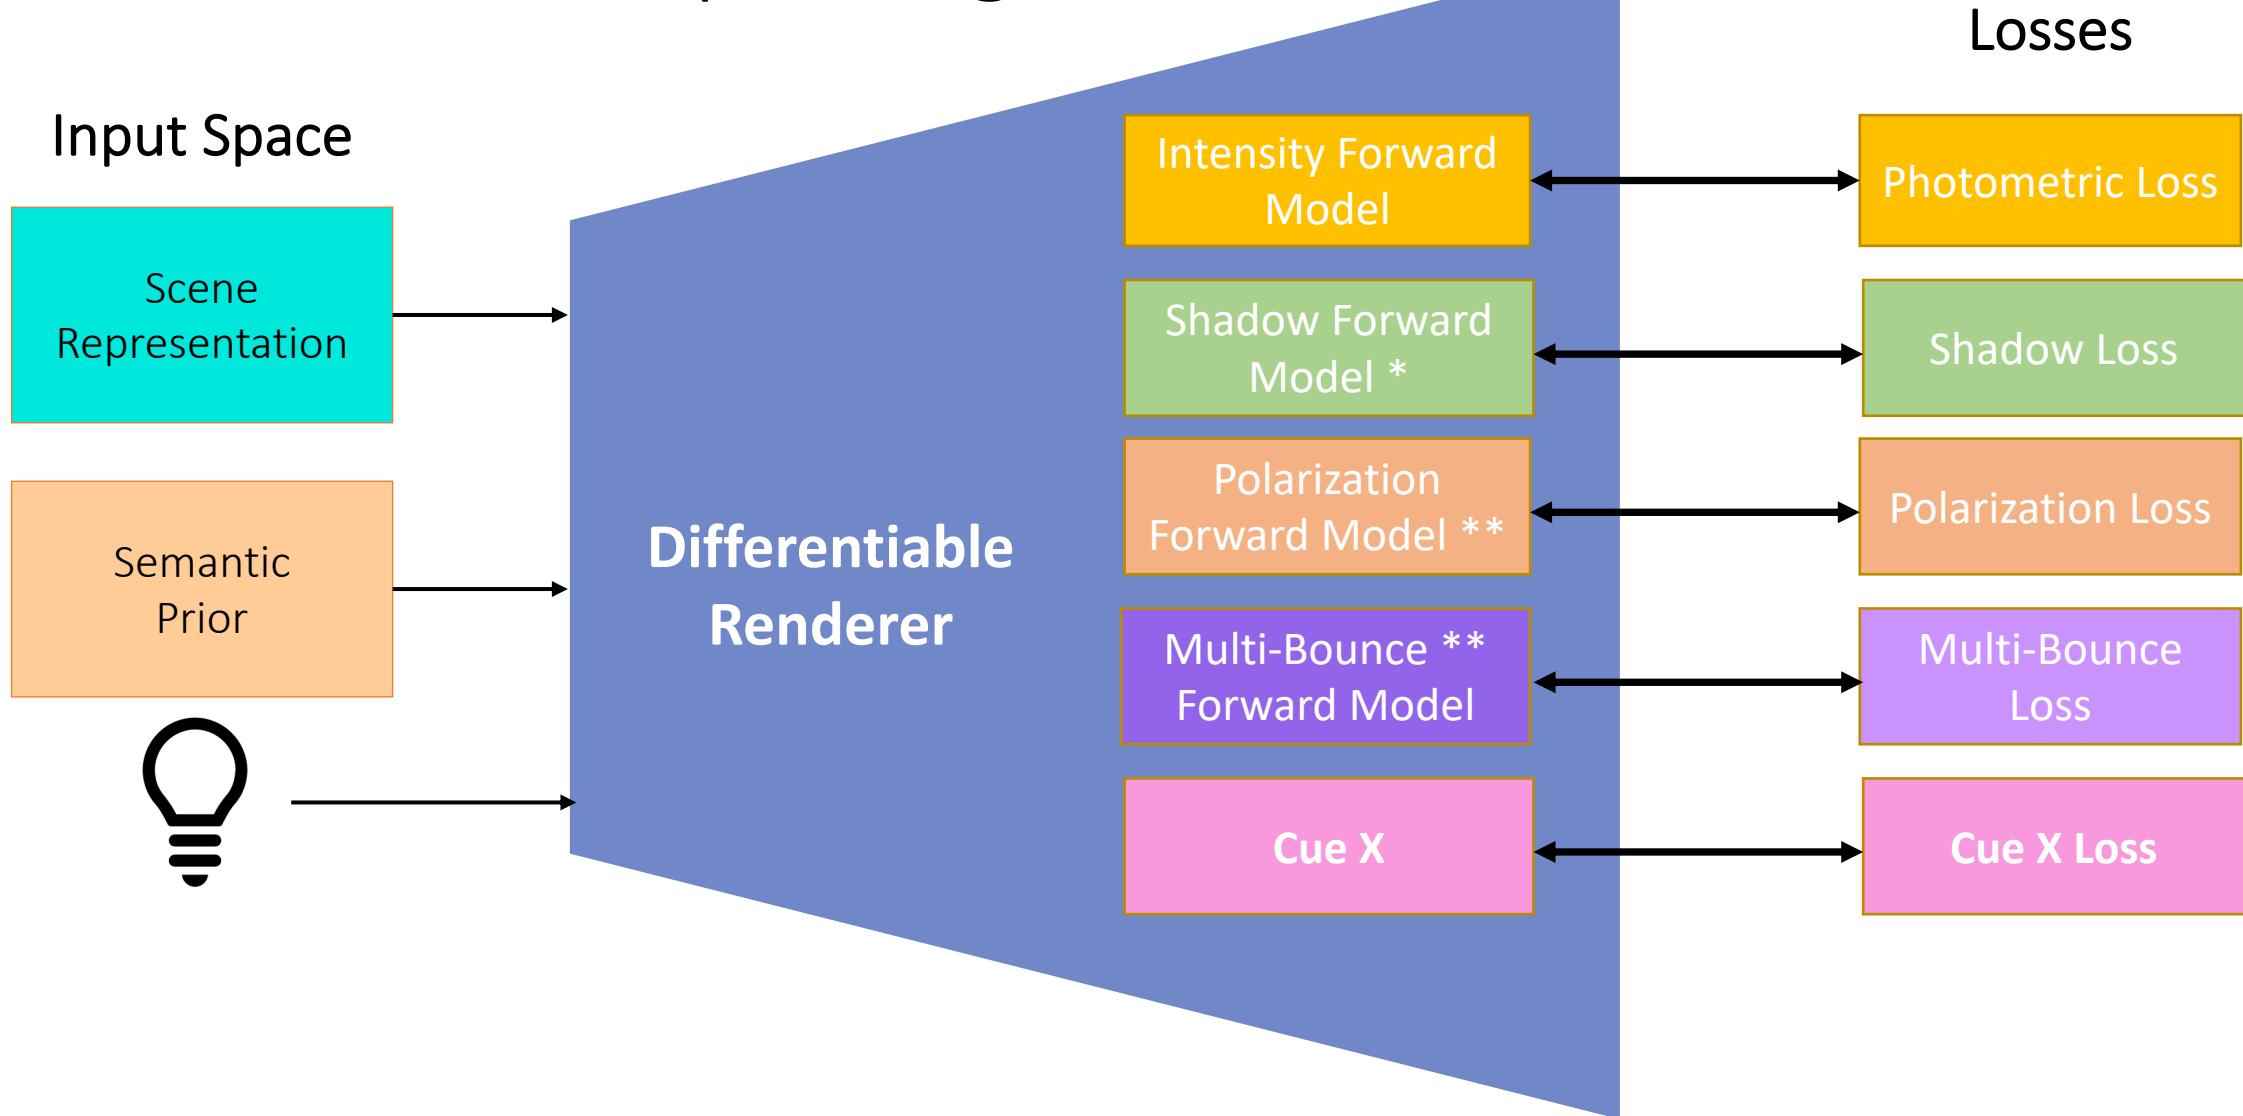 Losses
Input Space
Intensity Forward
Model
Photometric Loss
Scene
Representation
Shadow Forward
Model *
Shadow Loss
Polarization
Forward Model **
Polarization Loss
Semantic
Prior
Differentiable
Renderer
Multi-Bounce **
Forward Model
Multi-Bounce
Loss
Cue X
Cue X Loss